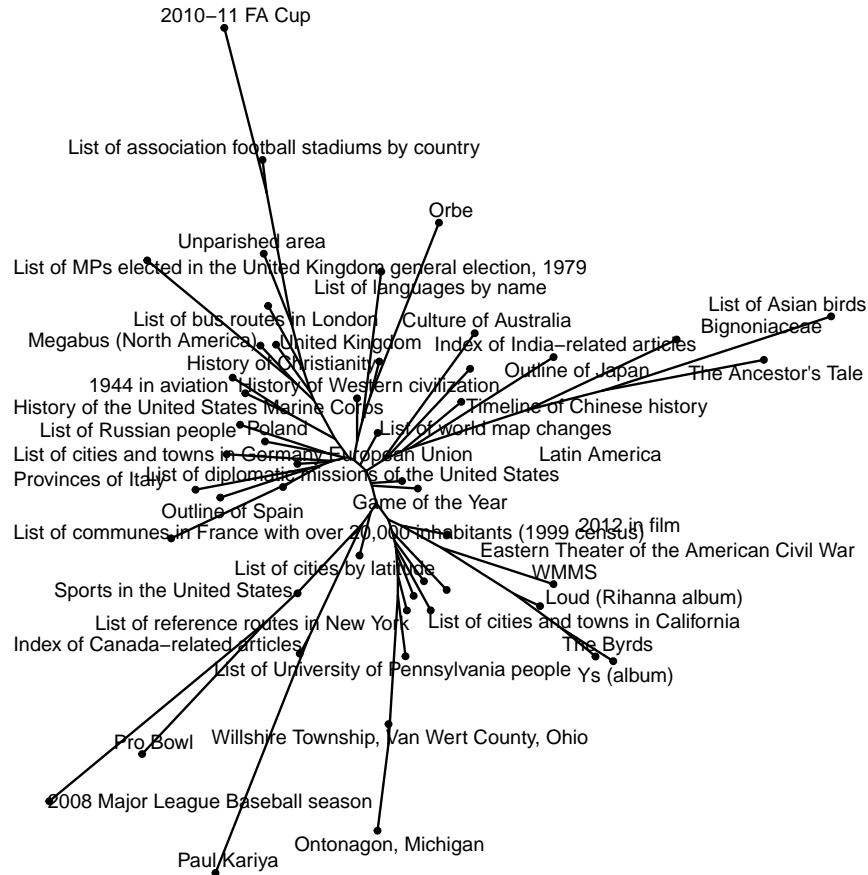 2010−11 FA Cup
List of association football stadiums by country
Orbe
Unparished area
List of MPs elected in the United Kingdom general election, 1979
List of languages by name
List of Asian birds
List of bus routes in London
Culture of Australia
Bignoniaceae
Megabus (North America)
United Kingdom
Index of India−related articles
History of Christianity
Outline of Japan
The Ancestor's Tale
1944 in aviation
History of Western civilization
History of the United States Marine Corps
Timeline of Chinese history
List of Russian people
Poland
List of world map changes
List of cities and towns in Germany
European Union
Latin America
Provinces of Italy
List of diplomatic missions of the United States
Outline of Spain
Game of the Year
List of communes in France with over 20,000 inhabitants (1999 census)
2012 in film
Eastern Theater of the American Civil War
List of cities by latitude
WMMS
Sports in the United States
Loud (Rihanna album)
List of reference routes in New York
List of cities and towns in California
Index of Canada−related articles
The Byrds
List of University of Pennsylvania people
Ys (album)
Pro Bowl
Willshire Township, Van Wert County, Ohio
2008 Major League Baseball season
Ontonagon, Michigan
Paul Kariya